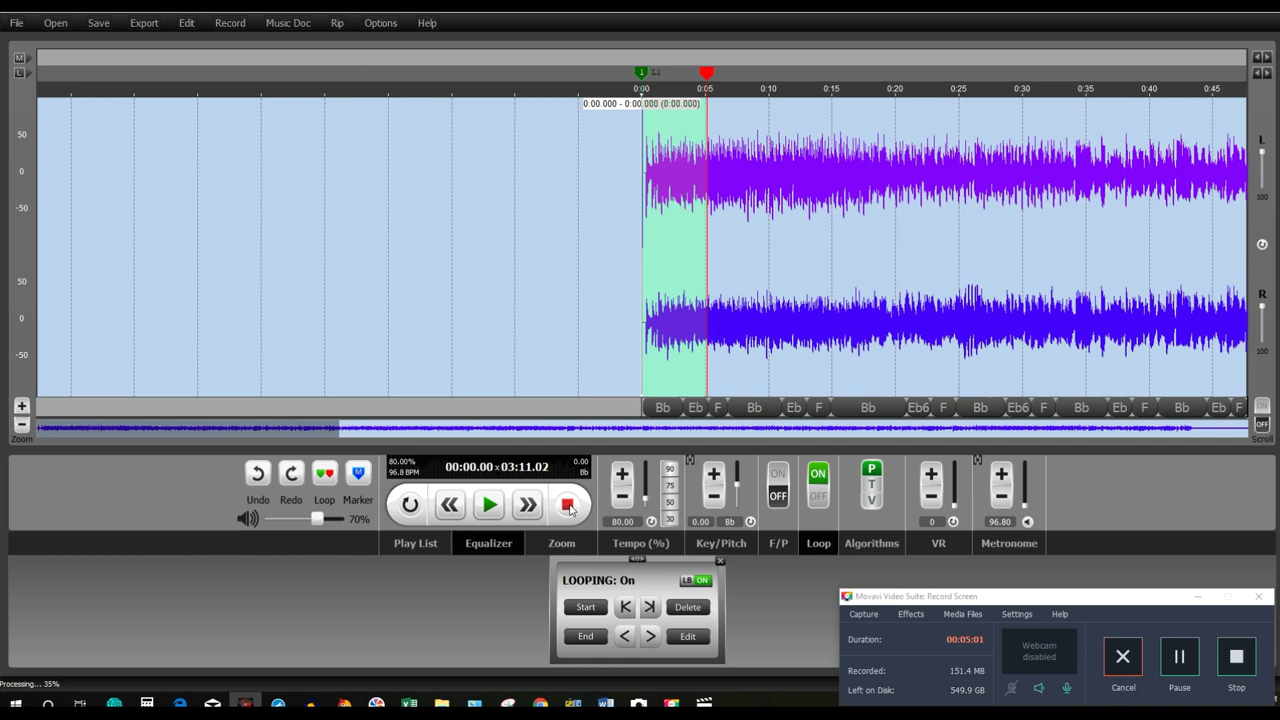 File Open Save Export Edit Record Music Doc Rip Options Help
M
L
1 L1
0:00 0:05 0:10 0:15 0:20 0:25 0:30 0:35 0:40 0:45
0:00.000 - 0:00.000 (0:00.000)
50
0
-50
50
0
-50
L
100
R
100
Bb Eb F Bb Eb F Bb Eb6 F Bb Eb6 F Bb Eb F Bb Eb F
Zoom
ON
OFF
Scroll
Undo Redo Loop Marker
70%
80.00%
96.8 BPM
00:00.00 x 03:11.02
0.00
Bb
90
75
50
30
80.00
0.00 Bb
ON
OFF
ON
OFF
P
T
V
0
96.80
Play List Equalizer Zoom Tempo (%) Key/Pitch F/P Loop Algorithms VR Metronome
LOOPING: On LB ON
Start Delete
End Edit
Movavi Video Suite: Record Screen
Capture Effects Media Files Settings Help
Duration: 00:05:01
Recorded: 151.4 MB
Left on Disk: 549.9 GB
Webcam
disabled
Cancel Pause Stop
Processing... 35%